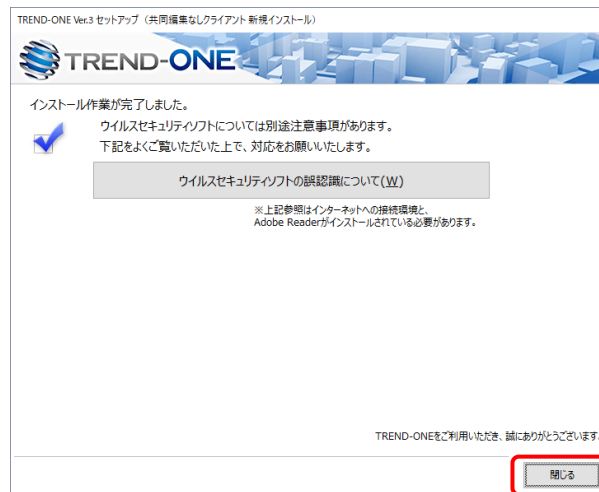 TREND-ONE Ver.3 セットアップ（共同編集なしクライアント 新規インストール）
TREND-ONE
インストール作業が完了しました。
ウイルスセキュリティソフトについては別途注意事項があります。
下記をよくご覧いただいた上で、対応をお願いいたします。
ウイルスセキュリティソフトの誤認識について(W)
※上記参照はインターネットへの接続環境と、
Adobe Readerがインストールされている必要があります。
TREND-ONEをご利用いただき、誠にありがとうございます。
閉じる